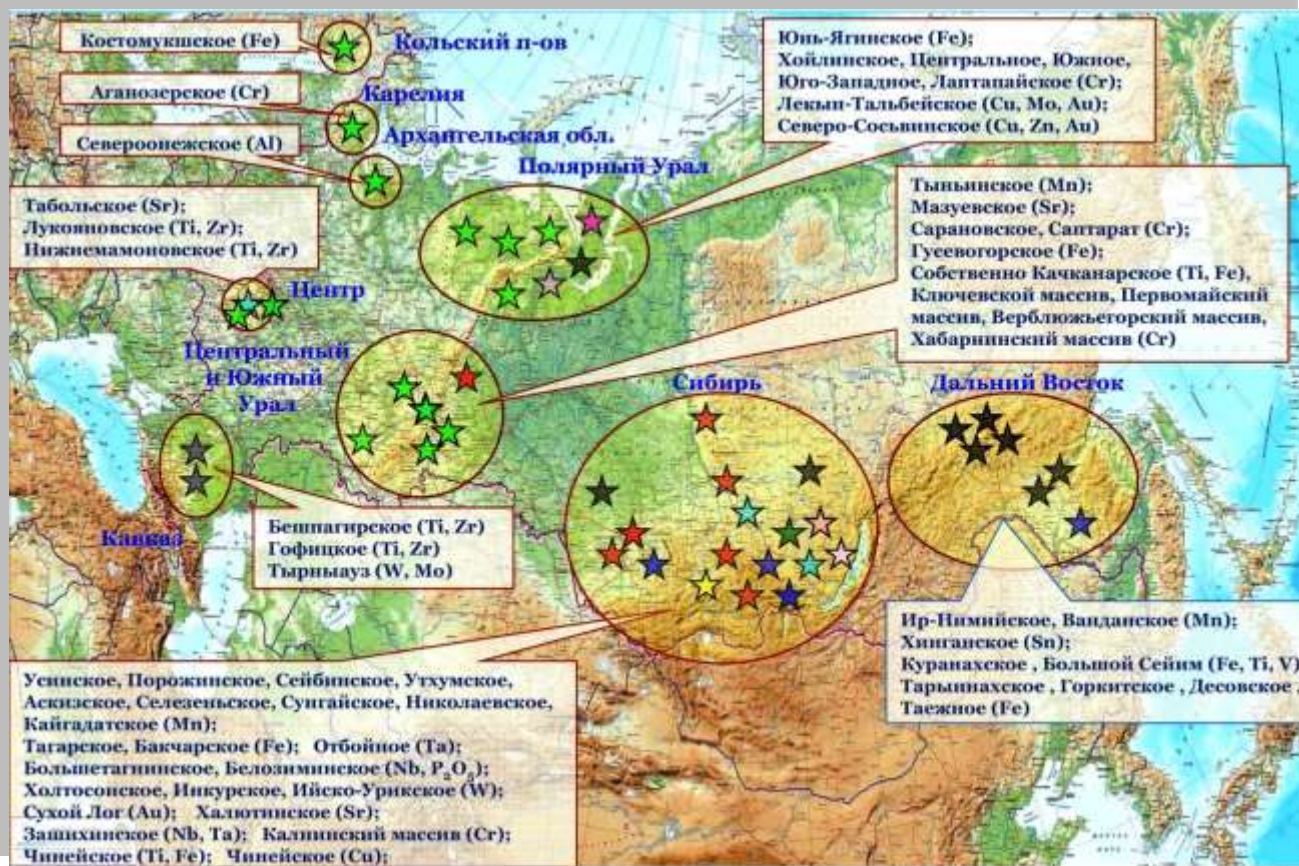 Костомукшское (Fe)
Кольский п-ов
Аганозерское (Cr)
Карелия
Североонежское (Al)
Архангельская обл.
Полярный Урал
Юнь-Ягинское (Fe);
Хойлинское, Центральное, Южное,
Юго-Западное, Лаптапайское (Cr);
Лекын-Тальбейское (Cu, Mo, Au);
Северо-Сосьвинское (Cu, Zn, Au)
Табольское (Sr);
Лукояновское (Ti, Zr);
Нижнемамоновское (Ti, Zr)
Центр
Тыньинское (Mn);
Мазуевское (Sr);
Сарановское, Саптарат (Cr);
Гусевогорское (Fe);
Собственно Качканарское (Ti, Fe),
Ключевской массив, Первомайский
массив, Верблюжьегорский массив,
Хабарнинский массив (Cr)
Центральный
и Южный
Урал
Сибирь
Дальний Восток
Кавказ
Бешпагирское (Ti, Zr)
Гофицкое (Ti, Zr)
Тырныауз (W, Mo)
Ир-Нимийское, Ванданское (Mn);
Хинганское (Sn);
Куранахское , Большой Сейим (Fe, Ti, V)
Тарыннахское , Горкитское , Десовское ,
Таежное (Fe)
Усинское, Порожинское, Сейбинское, Утхумское,
Аскизское, Селезеньское, Сунгайское, Николаевское,
Кайгадатское (Mn);
Тагарское, Бакчарское (Fe); Отбойное (Ta);
Большетагнинское, Белозиминское (Nb, P₂O₅);
Холтосонское, Инкурское, Ийско-Урикское (W);
Сухой Лог (Au); Халютинское (Sr);
Зашихинское (Nb, Ta); Калнинский массив (Cr);
Чинейское (Ti, Fe); Чинейское (Cu);